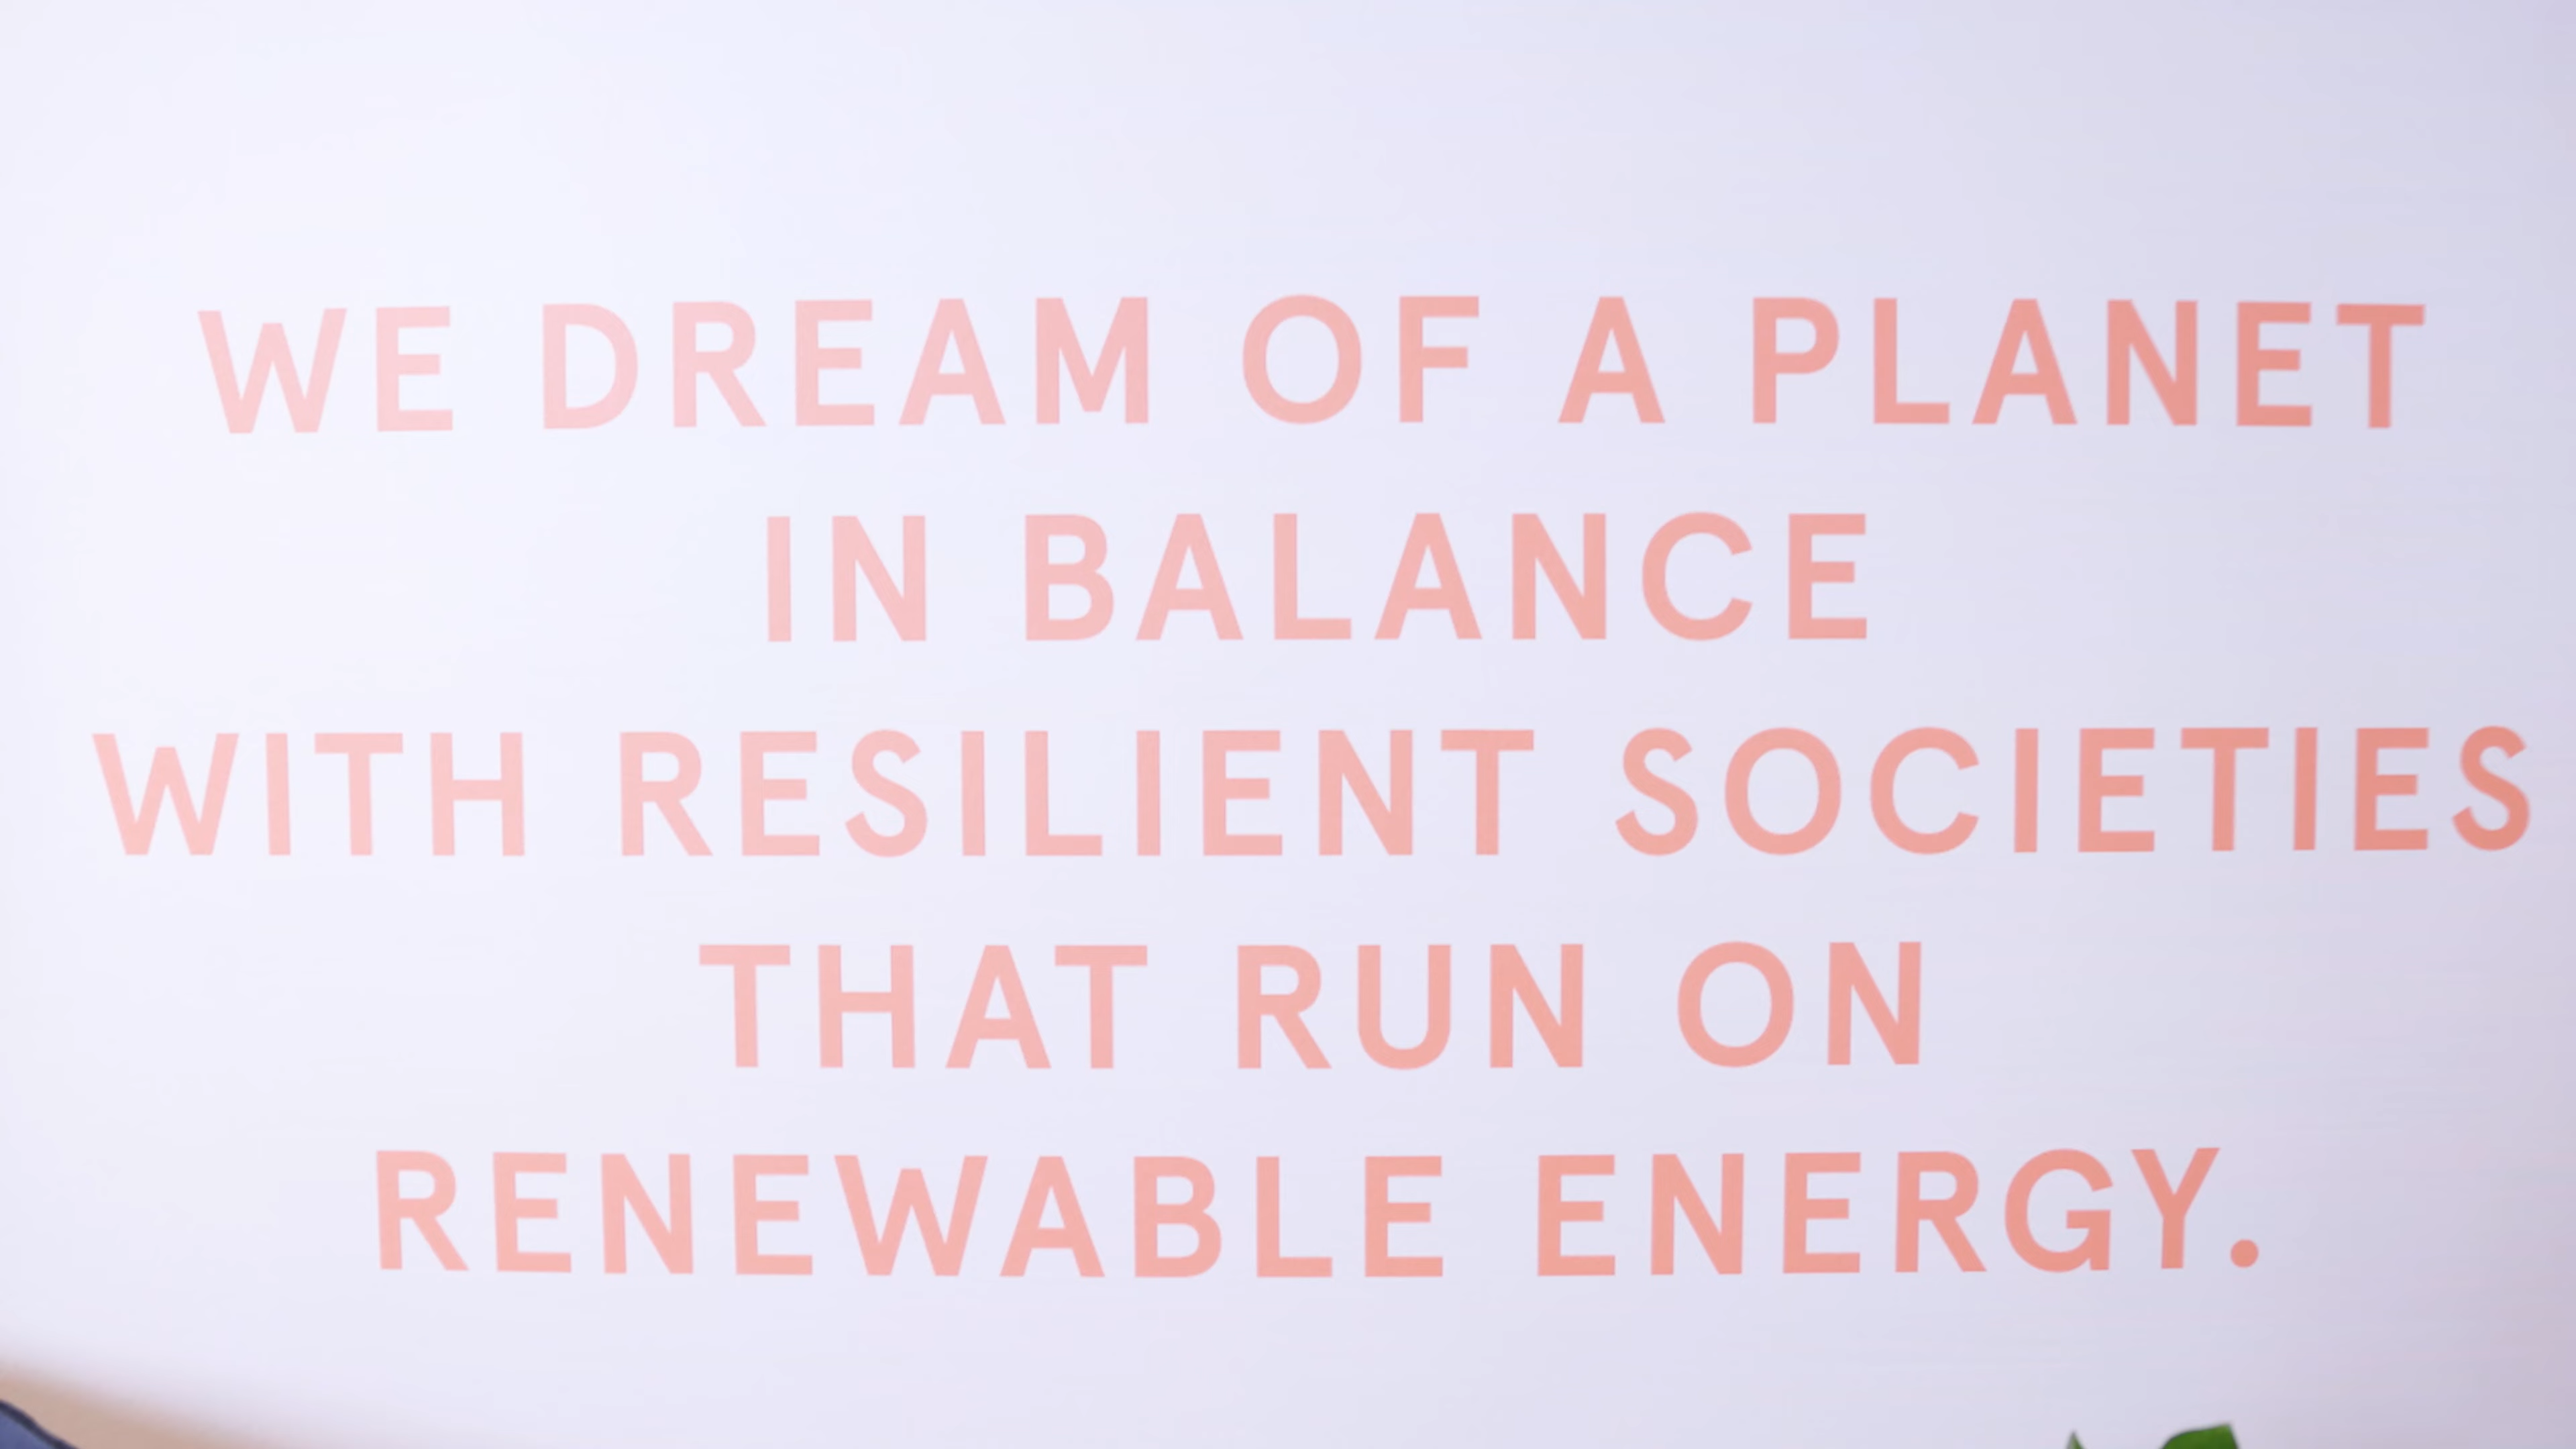 WE DREAM OF A PLANET
IN BALANCE
WITH RESILIENT SOCIETIES
THAT RUN ON
RENEWABLE ENERGY.